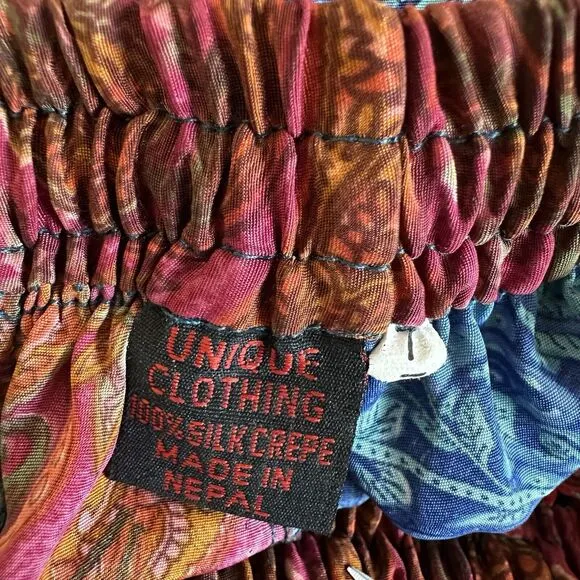 UNIQUE
CLOTHING
100% SILK CREPE
MADE IN
NEPAL